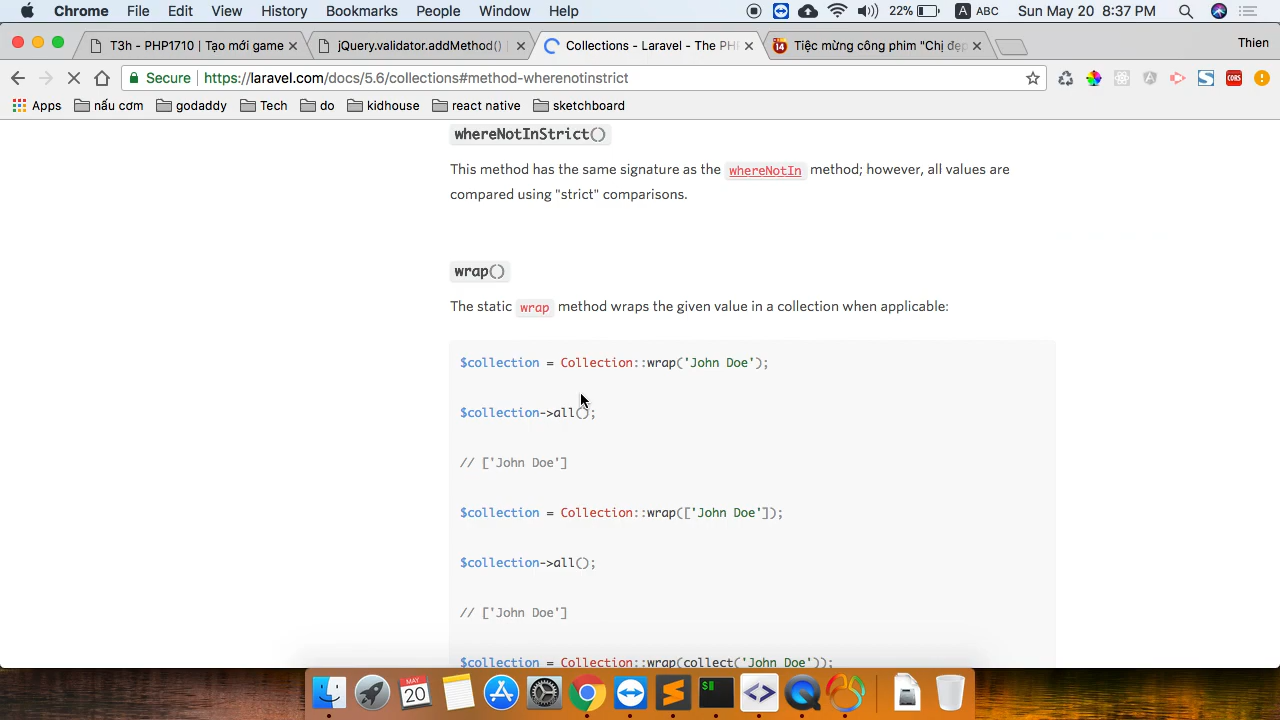 Chrome File Edit View History Bookmarks People Window Help 22% A ABC Sun May 20 8:37 PM
T3h - PHP1710 | Tạo mới game jQuery.validator.addMethod() Collections - Laravel - The PH 14 Tiệc mừng công phim "Chị đẹp Thien
Secure https://laravel.com/docs/5.6/collections#method-wherenotinstrict CORS
Apps nấu cơm godaddy Tech do kidhouse react native sketchboard
whereNotInStrict()
This method has the same signature as the whereNotIn method; however, all values are
compared using "strict" comparisons.
wrap()
The static wrap method wraps the given value in a collection when applicable:
$collection = Collection::wrap('John Doe');
$collection->all();
// ['John Doe']
$collection = Collection::wrap(['John Doe']);
$collection->all();
// ['John Doe']
$collection = Collection::wrap(collect('John Doe'));
MAY
20